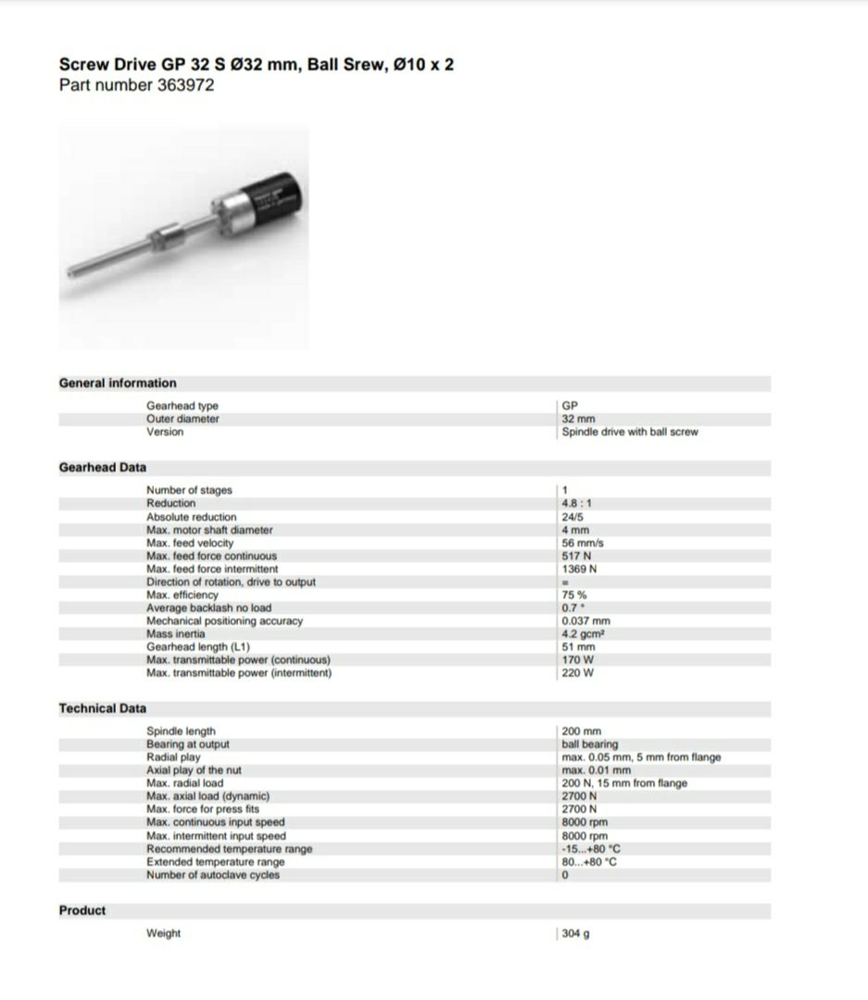 Screw Drive GP 32 S Ø32 mm, Ball Srew, Ø10 x 2
Part number 363972
General information
Gearhead type GP
Outer diameter 32 mm
Version Spindle drive with ball screw
Gearhead Data
Number of stages 1
Reduction 4.8 : 1
Absolute reduction 24/5
Max. motor shaft diameter 4 mm
Max. feed velocity 56 mm/s
Max. feed force continuous 517 N
Max. feed force intermittent 1369 N
Direction of rotation, drive to output =
Max. efficiency 75 %
Average backlash no load 0.7 °
Mechanical positioning accuracy 0.037 mm
Mass inertia 4.2 gcm²
Gearhead length (L1) 51 mm
Max. transmittable power (continuous) 170 W
Max. transmittable power (intermittent) 220 W
Technical Data
Spindle length 200 mm
Bearing at output ball bearing
Radial play max. 0.05 mm, 5 mm from flange
Axial play of the nut max. 0.01 mm
Max. radial load 200 N, 15 mm from flange
Max. axial load (dynamic) 2700 N
Max. force for press fits 2700 N
Max. continuous input speed 8000 rpm
Max. intermittent input speed 8000 rpm
Recommended temperature range -15...+80 °C
Extended temperature range 80...+80 °C
Number of autoclave cycles 0
Product
Weight 304 g